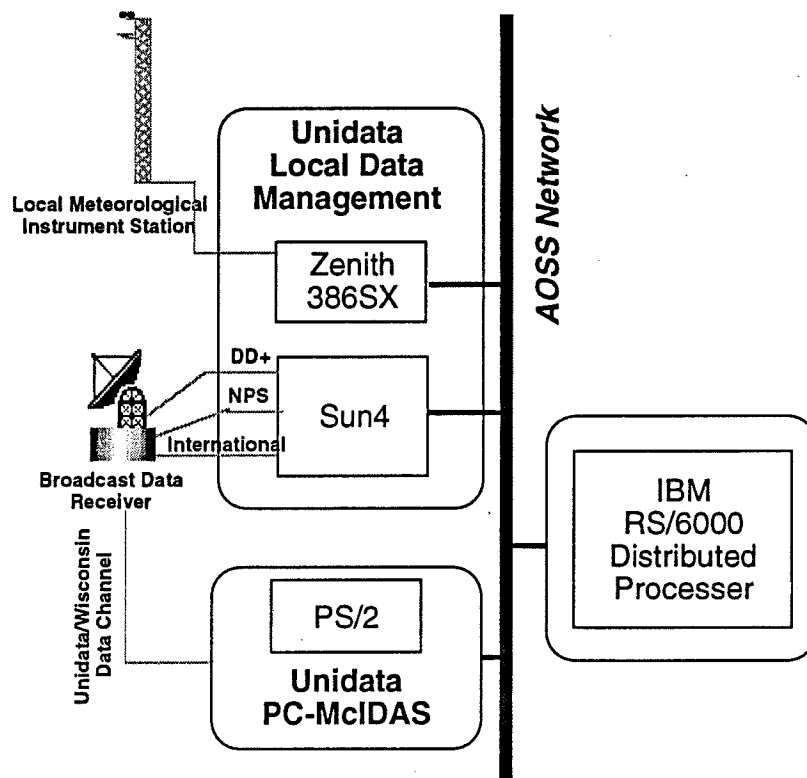 Unidata
Local Data
Management
Local Meteorological
Instrument Station
Zenith
386SX
AOSS Network
DD+
NPS
International
Sun4
Broadcast Data
Receiver
IBM
RS/6000
Distributed
Processer
Unidata/Wisconsin
Data Channel
PS/2
Unidata
PC-McIDAS